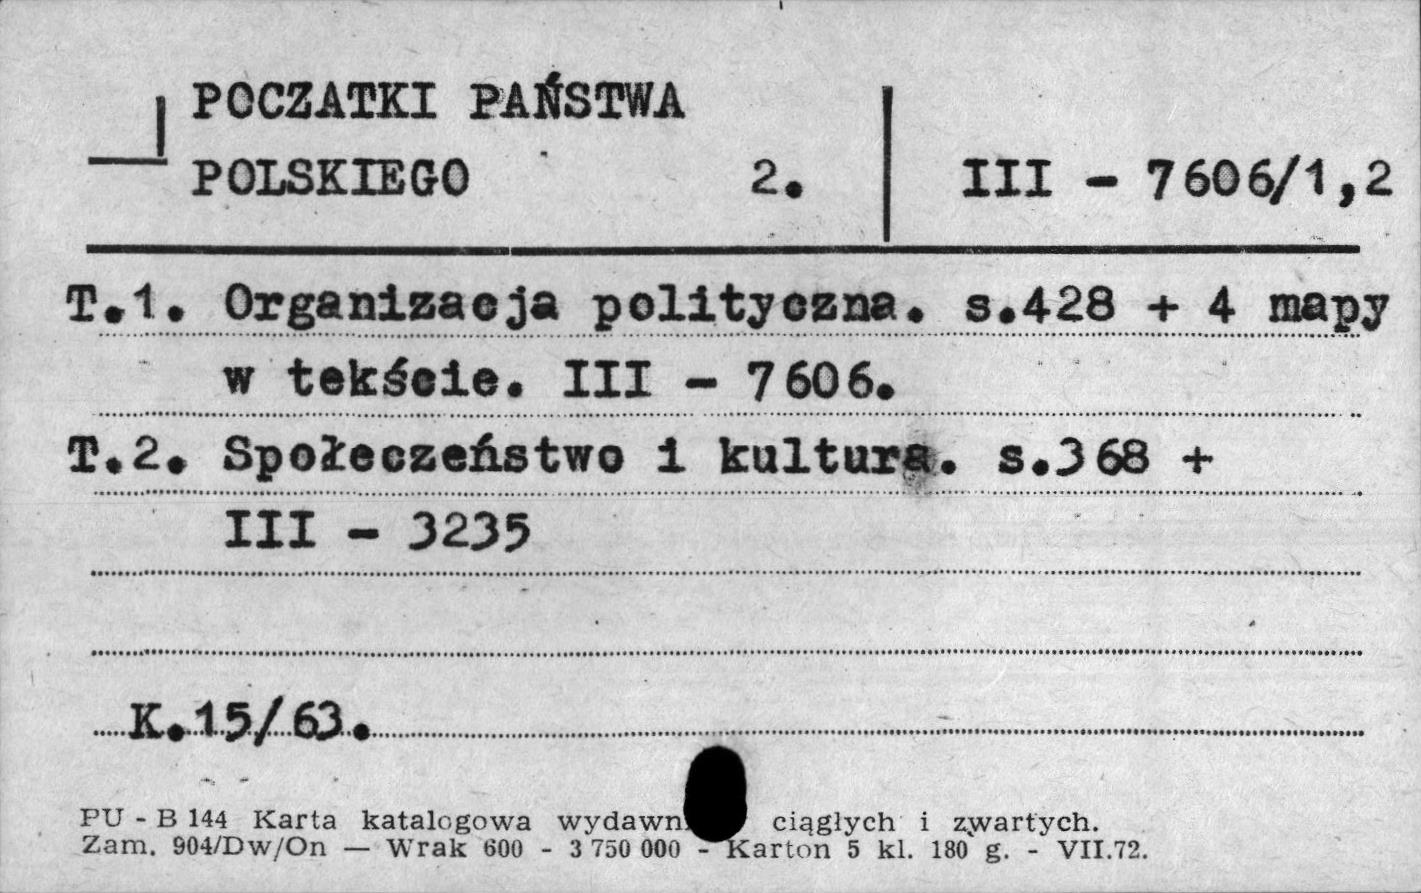 POCZATKI PAŃSTWA
POLSKIEGO 2. III - 7606/1,2
T.1. Organizacja polityczna. s.428 + 4 mapy
w tekście. III - 7606.
T.2. Społeczeństwo i kultura. s.368 +
III - 3235
K.15/63.
PU - B 144 Karta katalogowa ciągłych i zwartych.
Zam. 904/Dw/On — Wrak 600 - 3 750 000 - Karton 5 kl. 180 g. - VII.72.